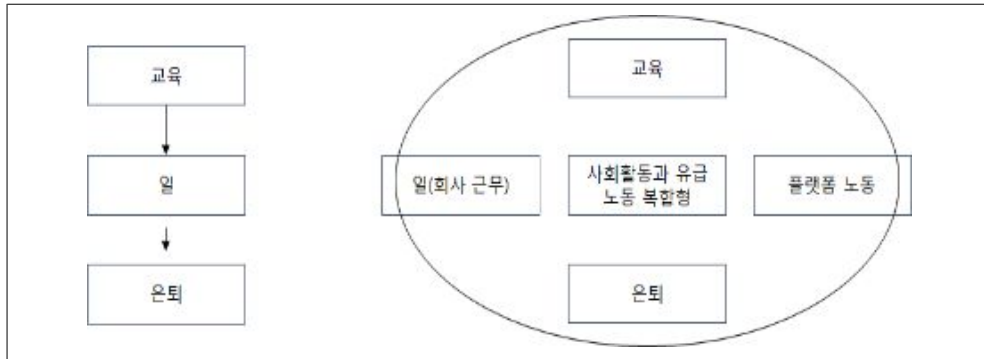 교육
일
은퇴
교육
일(회사 근무)
사회활동과 유급
노동 복합형
플랫폼 노동
은퇴